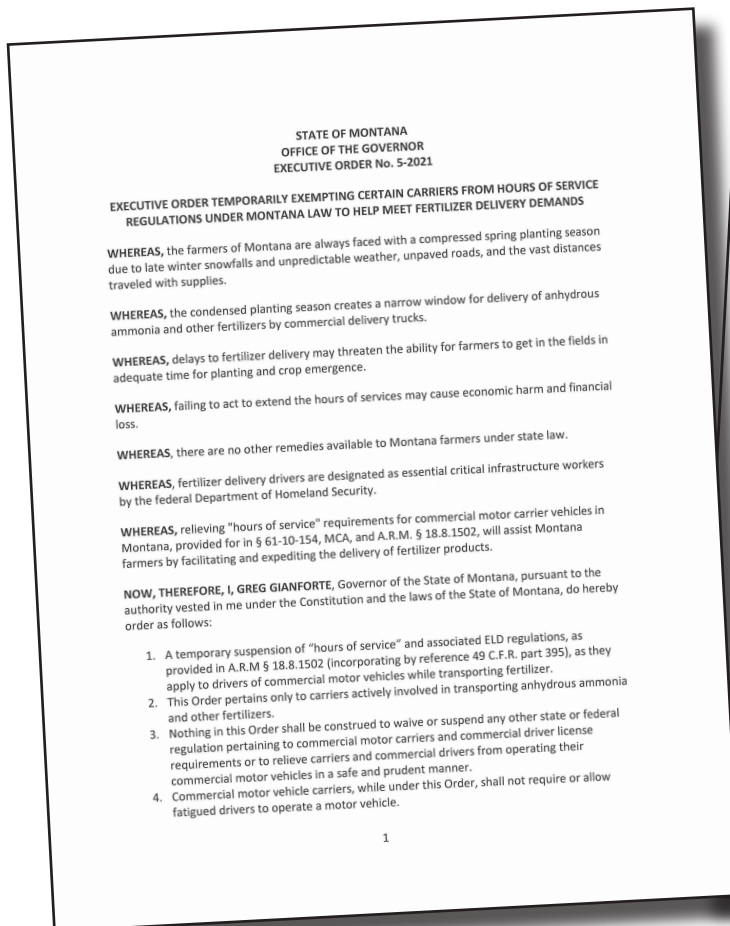 STATE OF MONTANA
OFFICE OF THE GOVERNOR
EXECUTIVE ORDER No. 5-2021
EXECUTIVE ORDER TEMPORARILY EXEMPTING CERTAIN CARRIERS FROM HOURS OF SERVICE
REGULATIONS UNDER MONTANA LAW TO HELP MEET FERTILIZER DELIVERY DEMANDS
WHEREAS, the farmers of Montana are always faced with a compressed spring planting season
due to late winter snowfalls and unpredictable weather, unpaved roads, and the vast distances
traveled with supplies.
WHEREAS, the condensed planting season creates a narrow window for delivery of anhydrous
ammonia and other fertilizers by commercial delivery trucks.
WHEREAS, delays to fertilizer delivery may threaten the ability for farmers to get in the fields in
adequate time for planting and crop emergence.
WHEREAS, failing to act to extend the hours of services may cause economic harm and financial
loss.
WHEREAS, there are no other remedies available to Montana farmers under state law.
WHEREAS, fertilizer delivery drivers are designated as essential critical infrastructure workers
by the federal Department of Homeland Security.
WHEREAS, relieving "hours of service" requirements for commercial motor carrier vehicles in
Montana, provided for in § 61-10-154, MCA, and A.R.M. § 18.8.1502, will assist Montana
farmers by facilitating and expediting the delivery of fertilizer products.
NOW, THEREFORE, I, GREG GIANFORTE, Governor of the State of Montana, pursuant to the
authority vested in me under the Constitution and the laws of the State of Montana, do hereby
order as follows:
1. A temporary suspension of “hours of service” and associated ELD regulations, as
provided in A.R.M § 18.8.1502 (incorporating by reference 49 C.F.R. part 395), as they
apply to drivers of commercial motor vehicles while transporting fertilizer.
2. This Order pertains only to carriers actively involved in transporting anhydrous ammonia
and other fertilizers.
3. Nothing in this Order shall be construed to waive or suspend any other state or federal
regulation pertaining to commercial motor carriers and commercial driver license
requirements or to relieve carriers and commercial drivers from operating their
commercial motor vehicles in a safe and prudent manner.
4. Commercial motor vehicle carriers, while under this Order, shall not require or allow
fatigued drivers to operate a motor vehicle.
1